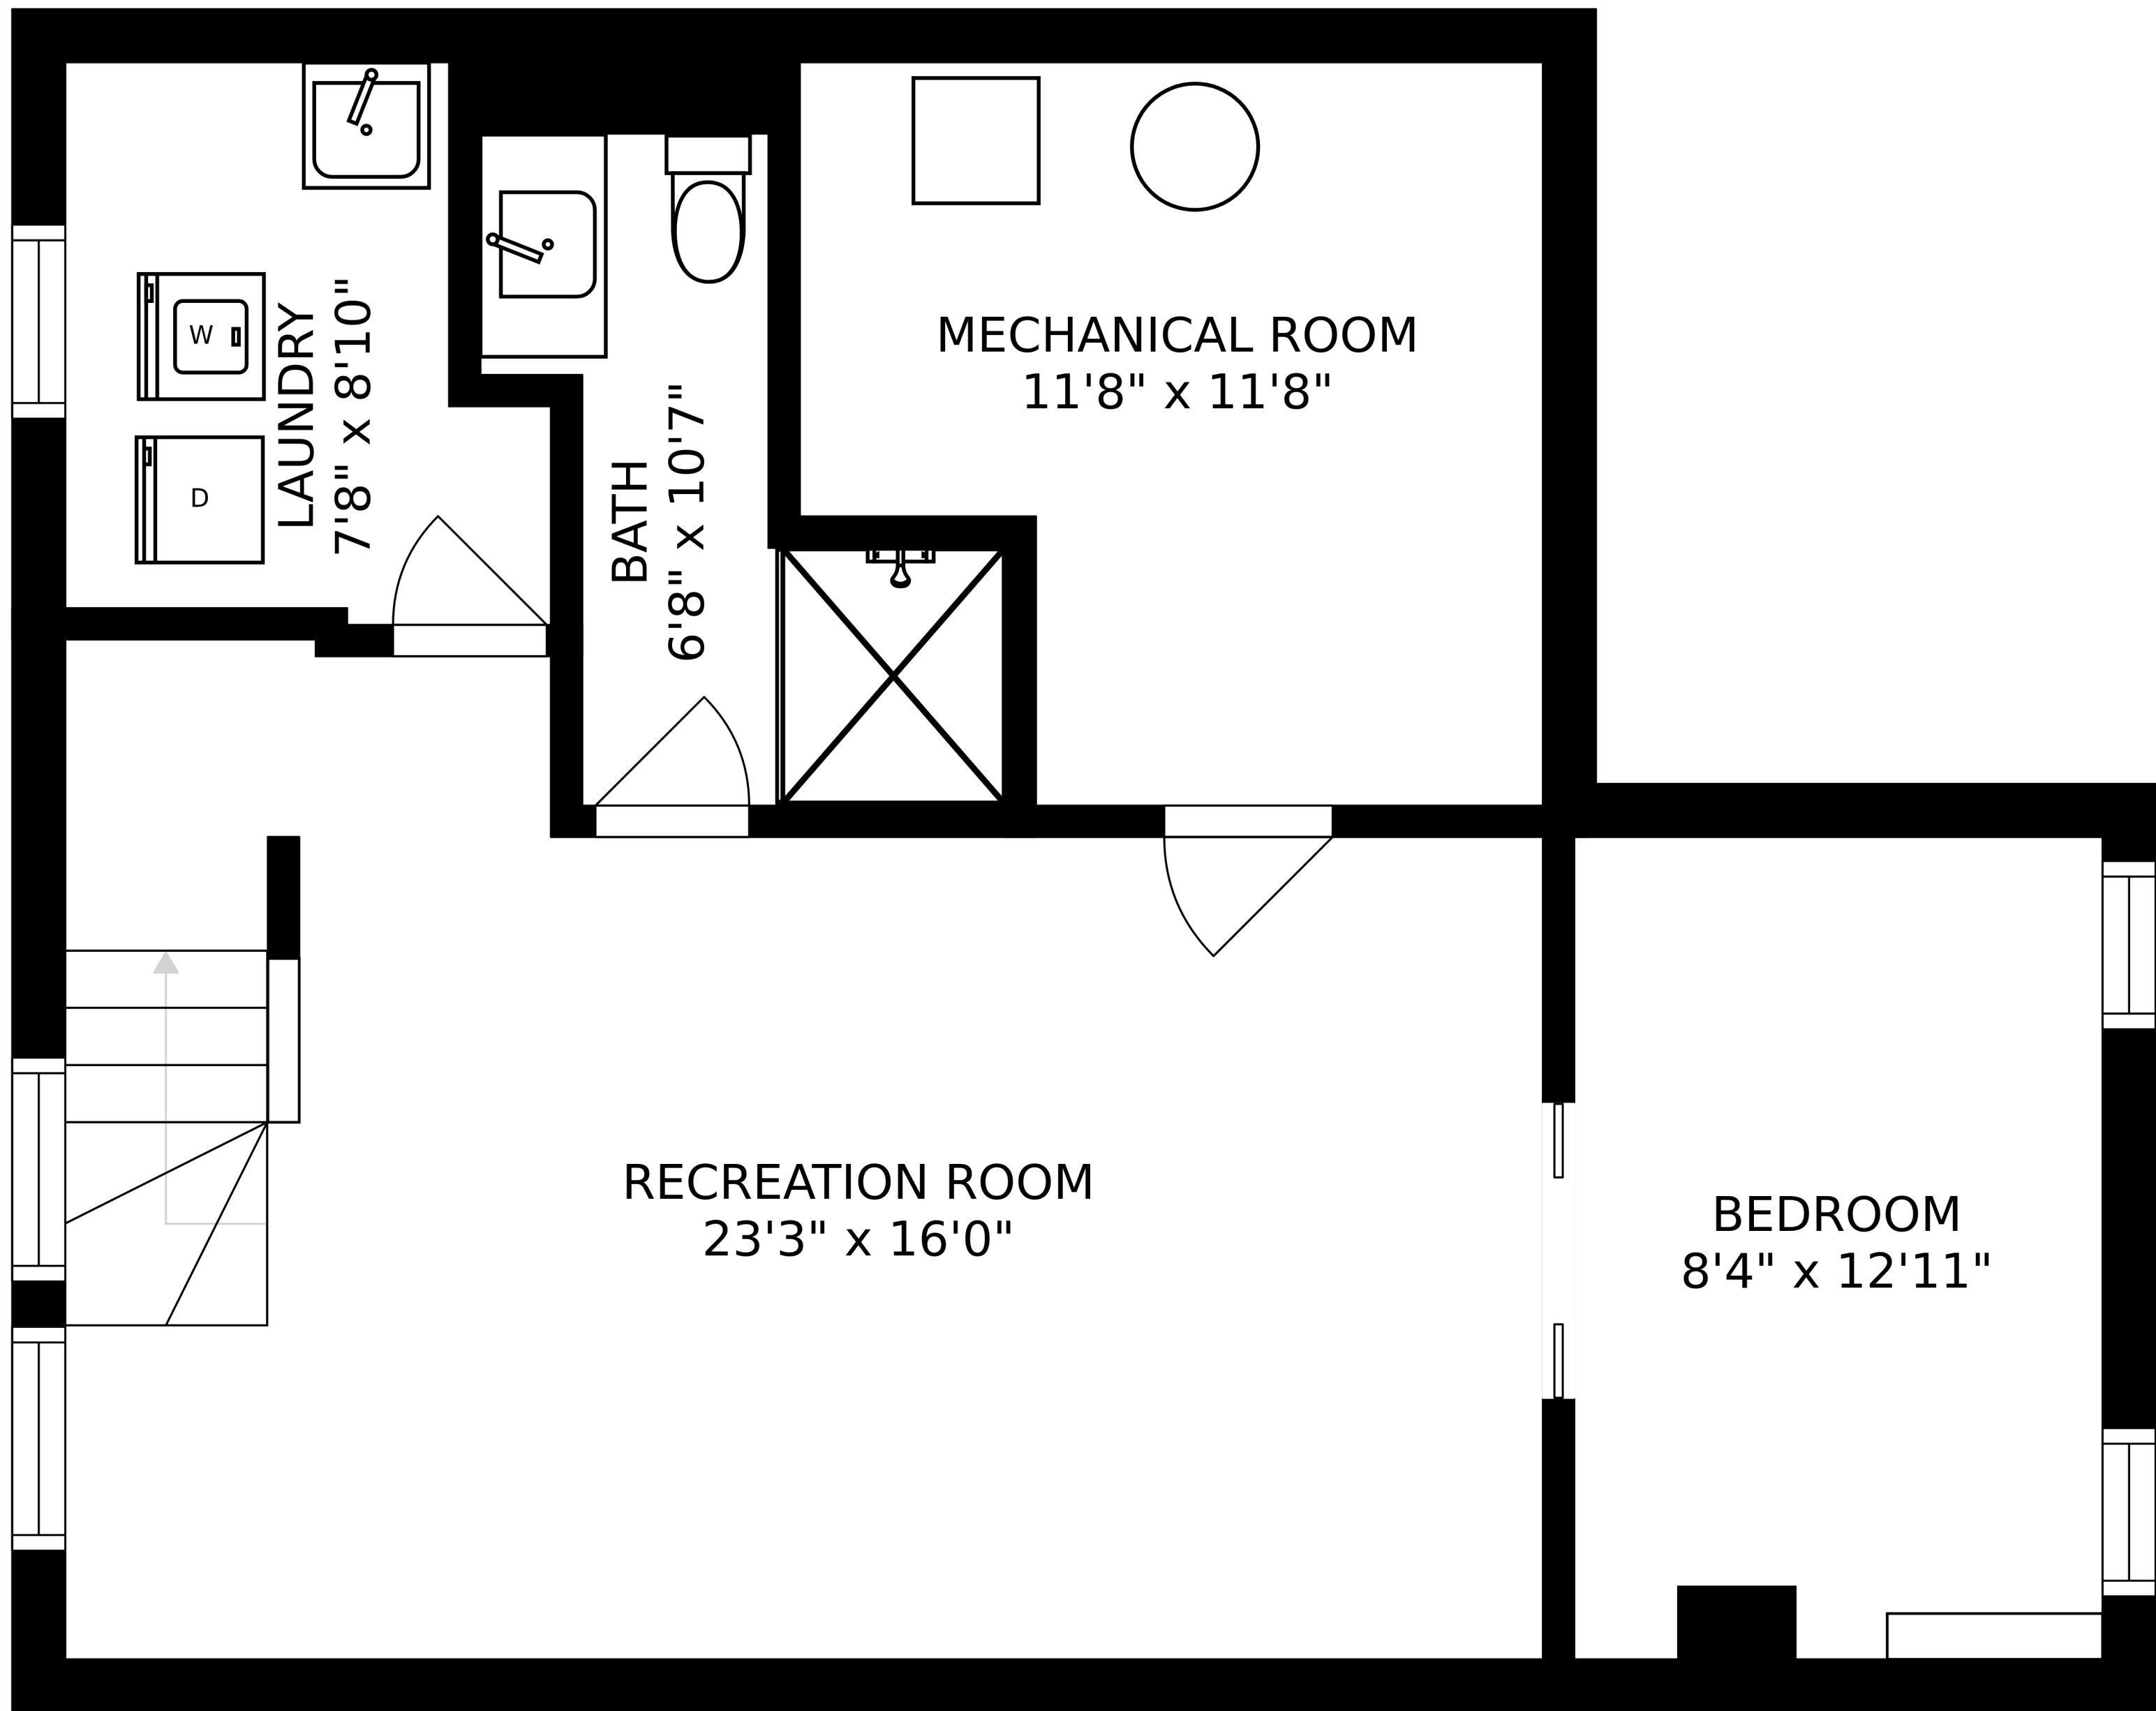 W
D
LAUNDRY
7'8" x 8'10"
BATH
6'8" x 10'7"
MECHANICAL ROOM
11'8" x 11'8"
RECREATION ROOM
23'3" x 16'0"
BEDROOM
8'4" x 12'11"